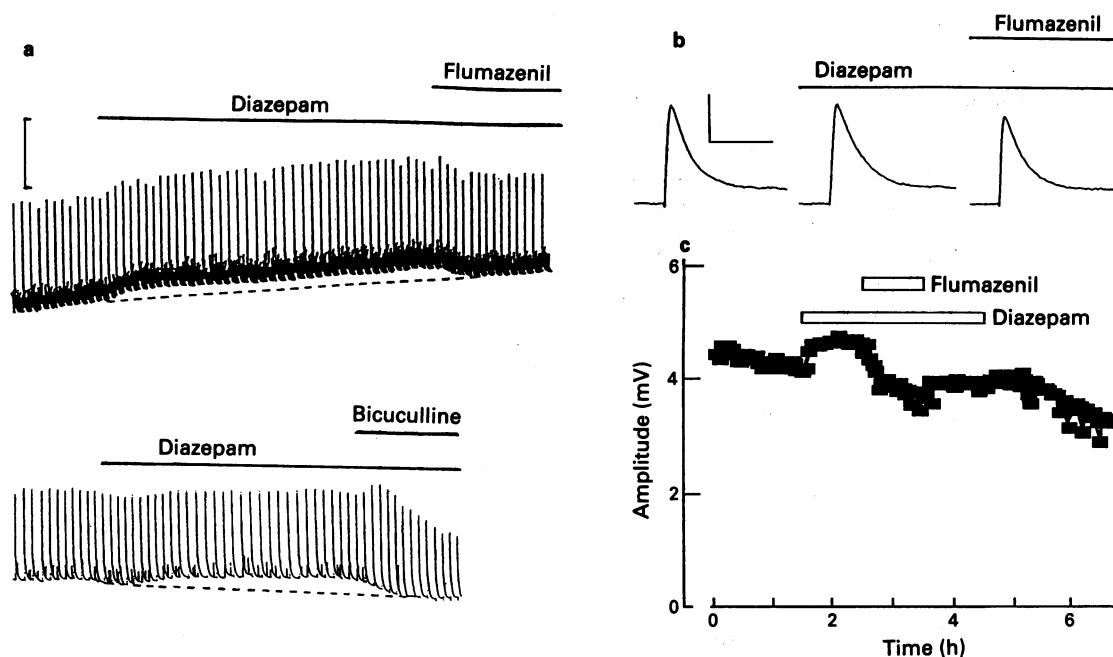 a
Flumazenil
Diazepam
Bicuculline
Diazepam
b
Flumazenil
Diazepam
c
6
4
2
0
Amplitude (mV)
Flumazenil
Diazepam
0 2 4 6
Time (h)